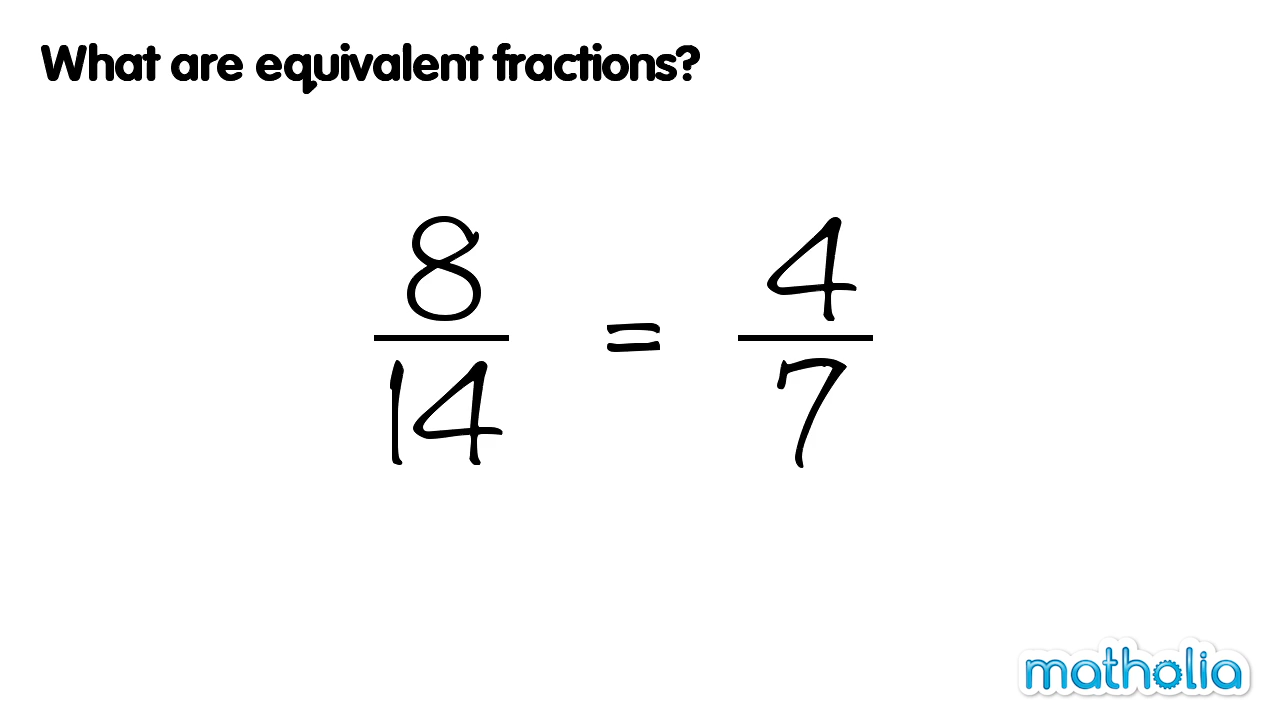 What are equivalent fractions?
8/14 = 4/7
matholia